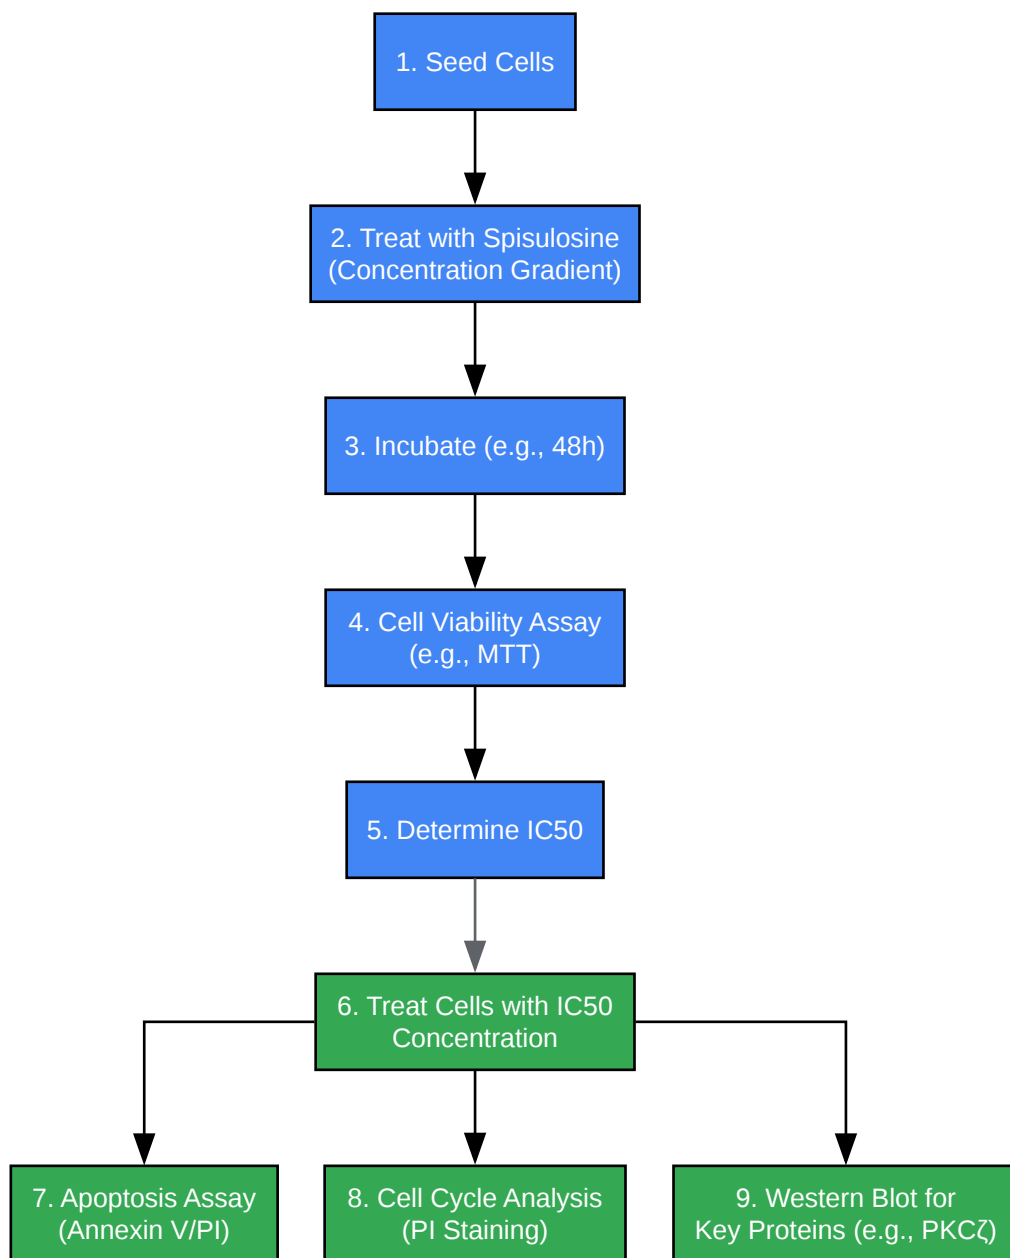 1. Seed Cells
2. Treat with Spisulosine
(Concentration Gradient)
3. Incubate (e.g., 48h)
4. Cell Viability Assay
(e.g., MTT)
5. Determine IC50
6. Treat Cells with IC50
Concentration
7. Apoptosis Assay
(Annexin V/PI)
8. Cell Cycle Analysis
(PI Staining)
9. Western Blot for
Key Proteins (e.g., PKCζ)